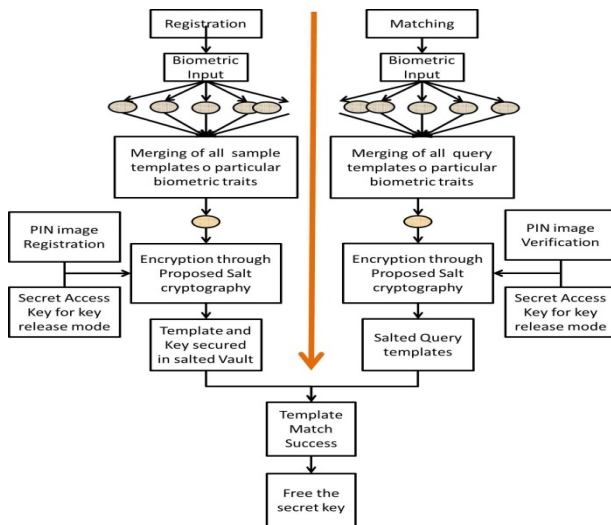 Registration
Matching
Biometric
Input
Biometric
Input
Merging of all sample
templates o particular
biometric traits
Merging of all query
templates o particular
biometric traits
PIN image
Registration
Encryption through
Proposed Salt
cryptography
Secret Access
Key for key
release mode
Encryption through
Proposed Salt
cryptography
PIN image
Verification
Secret Access
Key for key
release mode
Template and
Key secured
in salted Vault
Salted Query
templates
Template
Match
Success
Free the
secret key